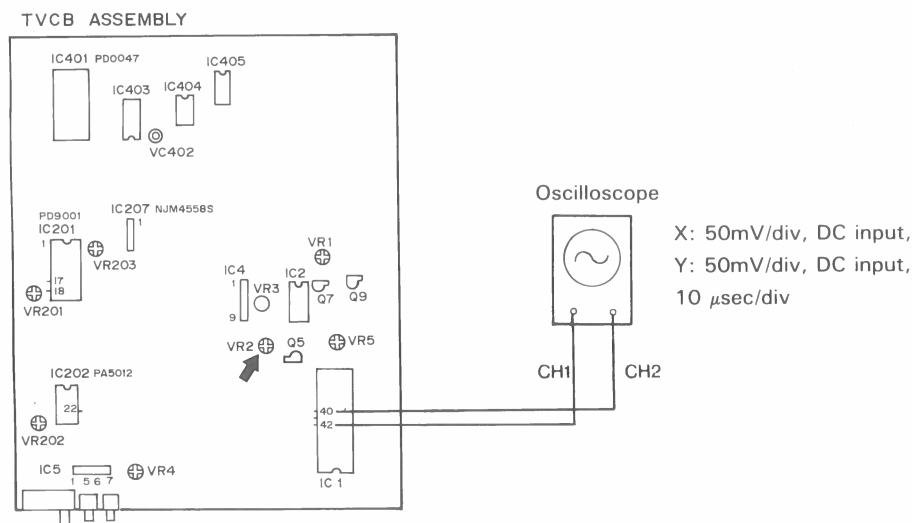 TVCB ASSEMBLY
IC401 PD0047
IC405
IC404
IC403
VC402
IC207 NJM4558S
1
PD9001
IC201
1
VR203
17
18
VR201
VR1
IC4
1
9
VR3
IC2
Q7
Q9
VR2
Q5
VR5
IC202 PA5012
22
VR202
40
42
IC1
IC5
1 5 6 7
VR4
Oscilloscope
X: 50mV/div, DC input,
Y: 50mV/div, DC input,
10 μsec/div
CH1
CH2